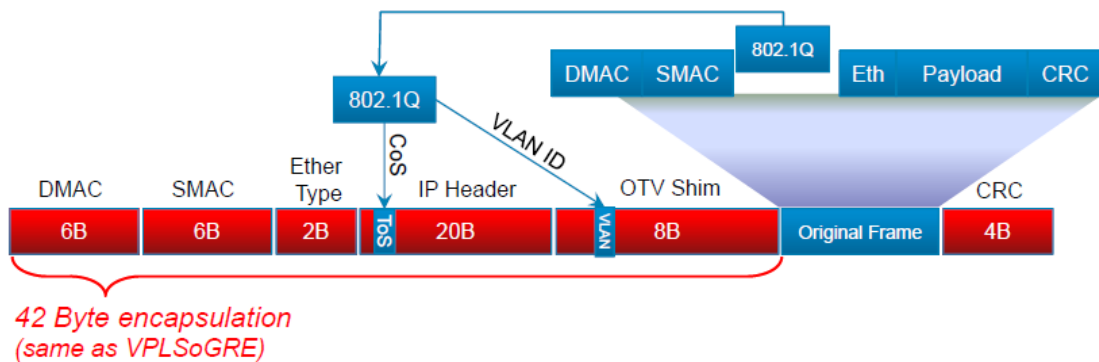 802.1Q
DMAC SMAC Eth Payload CRC
802.1Q
CoS
VLAN ID
DMAC SMAC Ether Type IP Header OTV Shim CRC
6B 6B 2B ToS 20B VLAN 8B Original Frame 4B
42 Byte encapsulation
(same as VPLSoGRE)